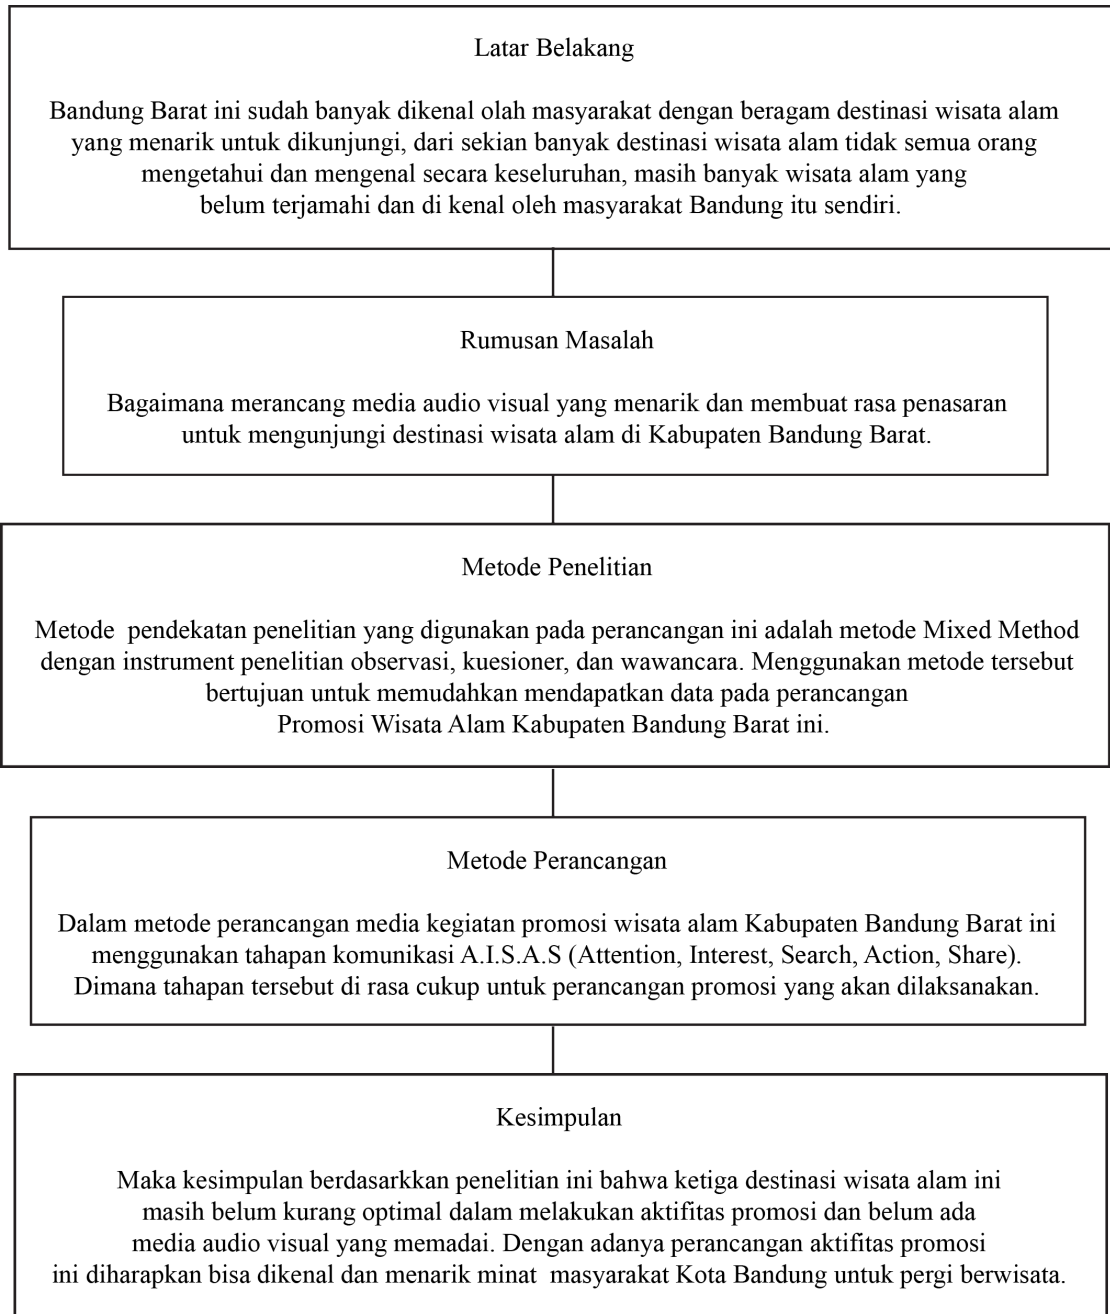 Latar Belakang
Bandung Barat ini sudah banyak dikenal olah masyarakat dengan beragam destinasi wisata alam
yang menarik untuk dikunjungi, dari sekian banyak destinasi wisata alam tidak semua orang
mengetahui dan mengenal secara keseluruhan, masih banyak wisata alam yang
belum terjamahi dan di kenal oleh masyarakat Bandung itu sendiri.
Rumusan Masalah
Bagaimana merancang media audio visual yang menarik dan membuat rasa penasaran
untuk mengunjungi destinasi wisata alam di Kabupaten Bandung Barat.
Metode Penelitian
Metode  pendekatan penelitian yang digunakan pada perancangan ini adalah metode Mixed Method
dengan instrument penelitian observasi, kuesioner, dan wawancara. Menggunakan metode tersebut
bertujuan untuk memudahkan mendapatkan data pada perancangan
Promosi Wisata Alam Kabupaten Bandung Barat ini.
Metode Perancangan
Dalam metode perancangan media kegiatan promosi wisata alam Kabupaten Bandung Barat ini
menggunakan tahapan komunikasi A.I.S.A.S (Attention, Interest, Search, Action, Share).
Dimana tahapan tersebut di rasa cukup untuk perancangan promosi yang akan dilaksanakan.
Kesimpulan
Maka kesimpulan berdasarkkan penelitian ini bahwa ketiga destinasi wisata alam ini
masih belum kurang optimal dalam melakukan aktifitas promosi dan belum ada
media audio visual yang memadai. Dengan adanya perancangan aktifitas promosi
ini diharapkan bisa dikenal dan menarik minat  masyarakat Kota Bandung untuk pergi berwisata.